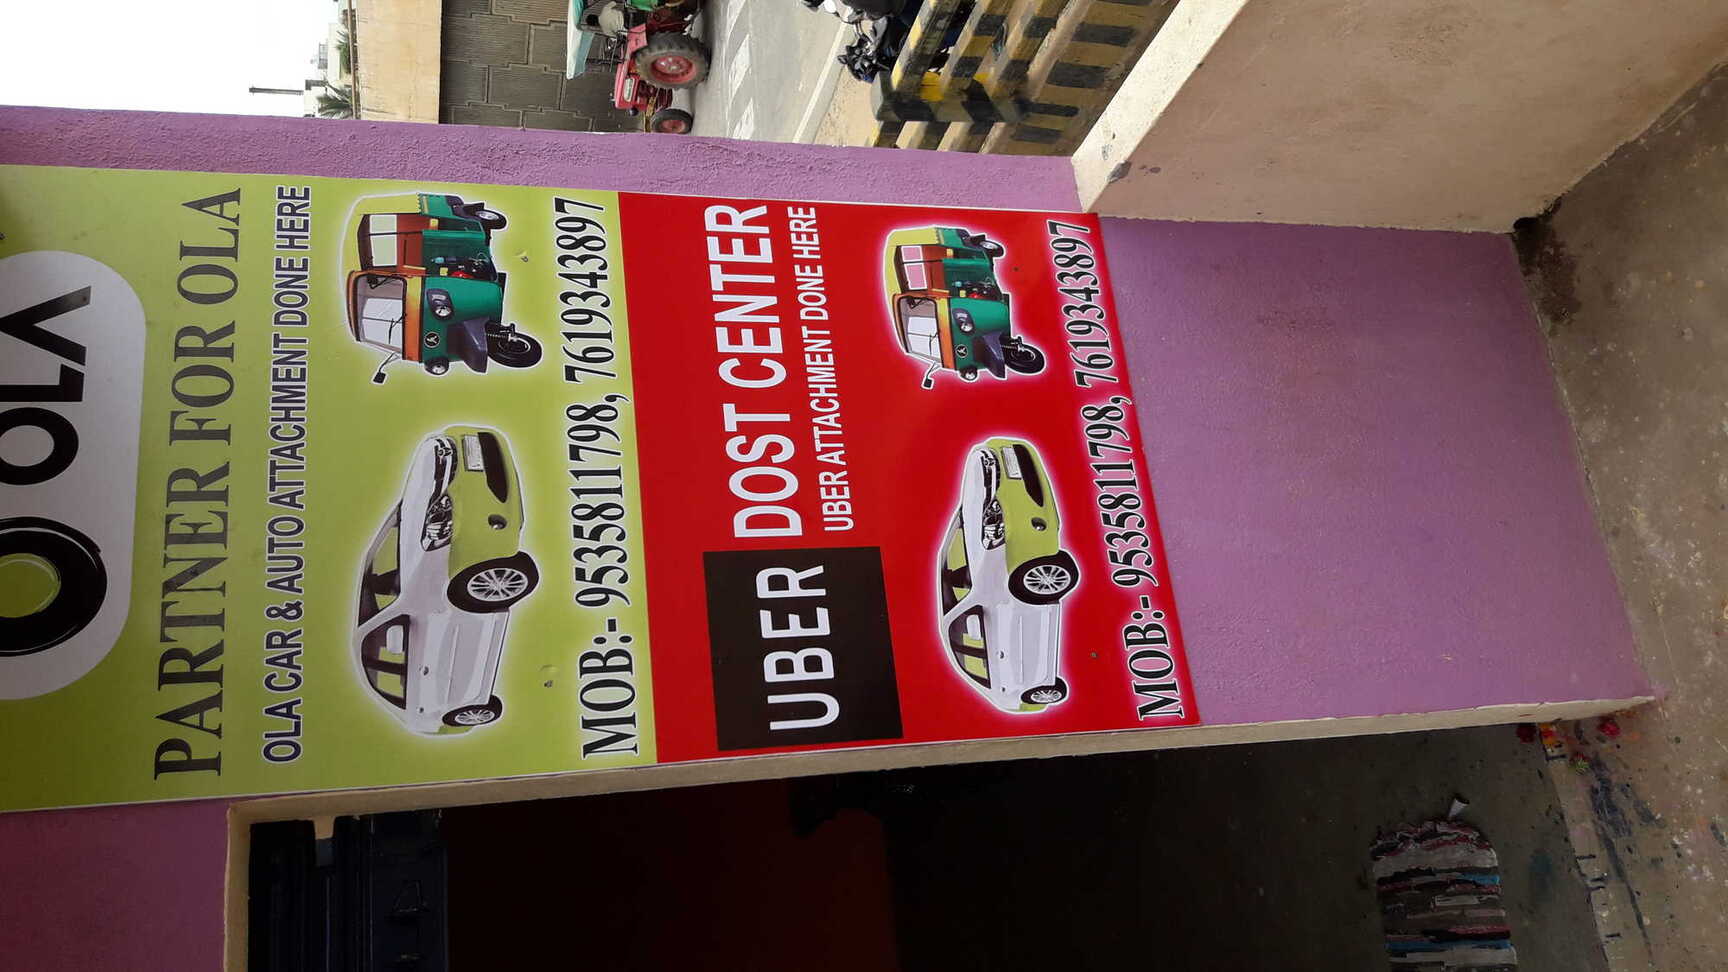 OLA
PARTNER FOR OLA
OLA CAR & AUTO ATTACHMENT DONE HERE
MOB:- 9535811798, 7619343897
UBER DOST CENTER
UBER ATTACHMENT DONE HERE
MOB:- 9535811798, 7619343897